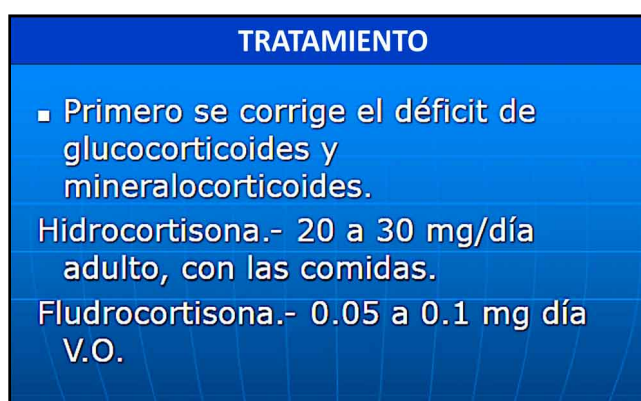 TRATAMIENTO
▪ Primero se corrige el déficit de
glucocorticoides y
mineralocorticoides.
Hidrocortisona.- 20 a 30 mg/día
adulto, con las comidas.
Fludrocortisona.- 0.05 a 0.1 mg día
V.O.